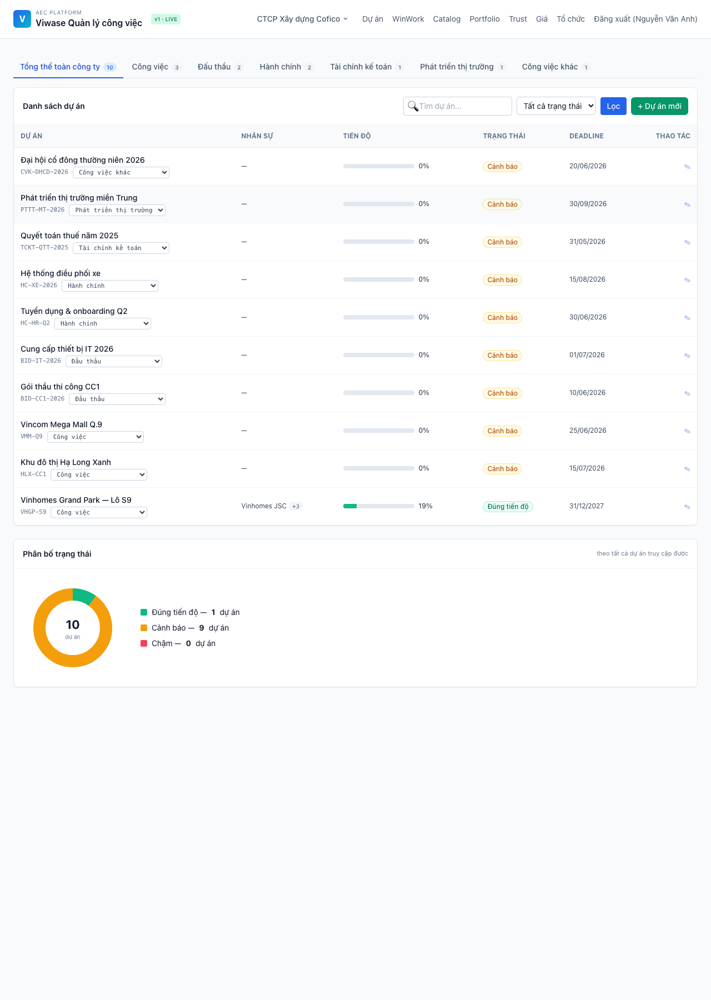 V
AEC PLATFORM
Viwase Quản lý công việc
v1 · LIVE
CTCP Xây dựng Cofico
Dự án
WinWork
Catalog
Portfolio
Trust
Giá
Tổ chức
Đăng xuất (Nguyễn Văn Anh)
Tổng thể toàn công ty 10
Công việc 3
Đấu thầu 2
Hành chính 2
Tài chính kế toán 1
Phát triển thị trường 1
Công việc khác 1
Danh sách dự án
Tìm dự án...
Tất cả trạng thái
Lọc
+ Dự án mới
DỰ ÁN NHÂN SỰ TIẾN ĐỘ TRẠNG THÁI DEADLINE THAO TÁC
Đại hội cổ đông thường niên 2026
CVK-DHCD-2026 Công việc khác
— 0% Cảnh báo 20/06/2026
Phát triển thị trường miền Trung
PTTT-MT-2026 Phát triển thị trường
— 0% Cảnh báo 30/09/2026
Quyết toán thuế năm 2025
TCKT-QTT-2025 Tài chính kế toán
— 0% Cảnh báo 31/05/2026
Hệ thống điều phối xe
HC-XE-2026 Hành chính
— 0% Cảnh báo 15/08/2026
Tuyển dụng & onboarding Q2
HC-HR-Q2 Hành chính
— 0% Cảnh báo 30/06/2026
Cung cấp thiết bị IT 2026
BID-IT-2026 Đấu thầu
— 0% Cảnh báo 01/07/2026
Gói thầu thi công CC1
BID-CC1-2026 Đấu thầu
— 0% Cảnh báo 10/06/2026
Vincom Mega Mall Q.9
VMM-Q9 Công việc
— 0% Cảnh báo 25/06/2026
Khu đô thị Hạ Long Xanh
HLX-CC1 Công việc
— 0% Cảnh báo 15/07/2026
Vinhomes Grand Park — Lô S9
VHGP-S9 Công việc
Vinhomes JSC +3 19% Đúng tiến độ 31/12/2027
Phân bố trạng thái
theo tất cả dự án truy cập được
10
dự án
Đúng tiến độ — 1 dự án
Cảnh báo — 9 dự án
Chậm — 0 dự án